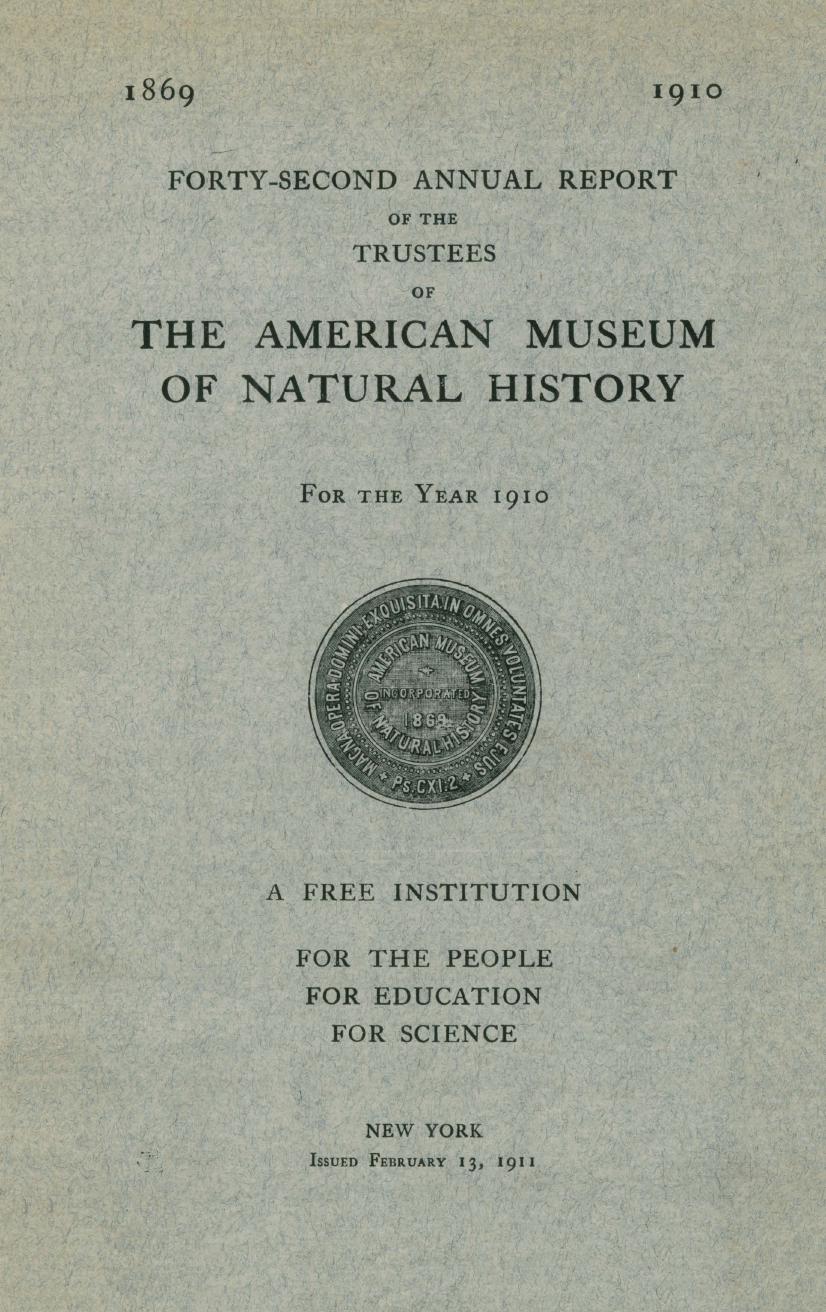 1869 1910
FORTY-SECOND ANNUAL REPORT
OF THE
TRUSTEES
OF
THE AMERICAN MUSEUM
OF NATURAL HISTORY
FOR THE YEAR 1910
MAGNA OPERA DOMINI EXQUISITA IN OMNES VOLUNTATES EJUS
AMERICAN MUSEUM
INCORPORATED
1869
OF NATURAL HISTORY
PS. CXI. 2
A FREE INSTITUTION
FOR THE PEOPLE
FOR EDUCATION
FOR SCIENCE
NEW YORK
ISSUED FEBRUARY 13, 1911